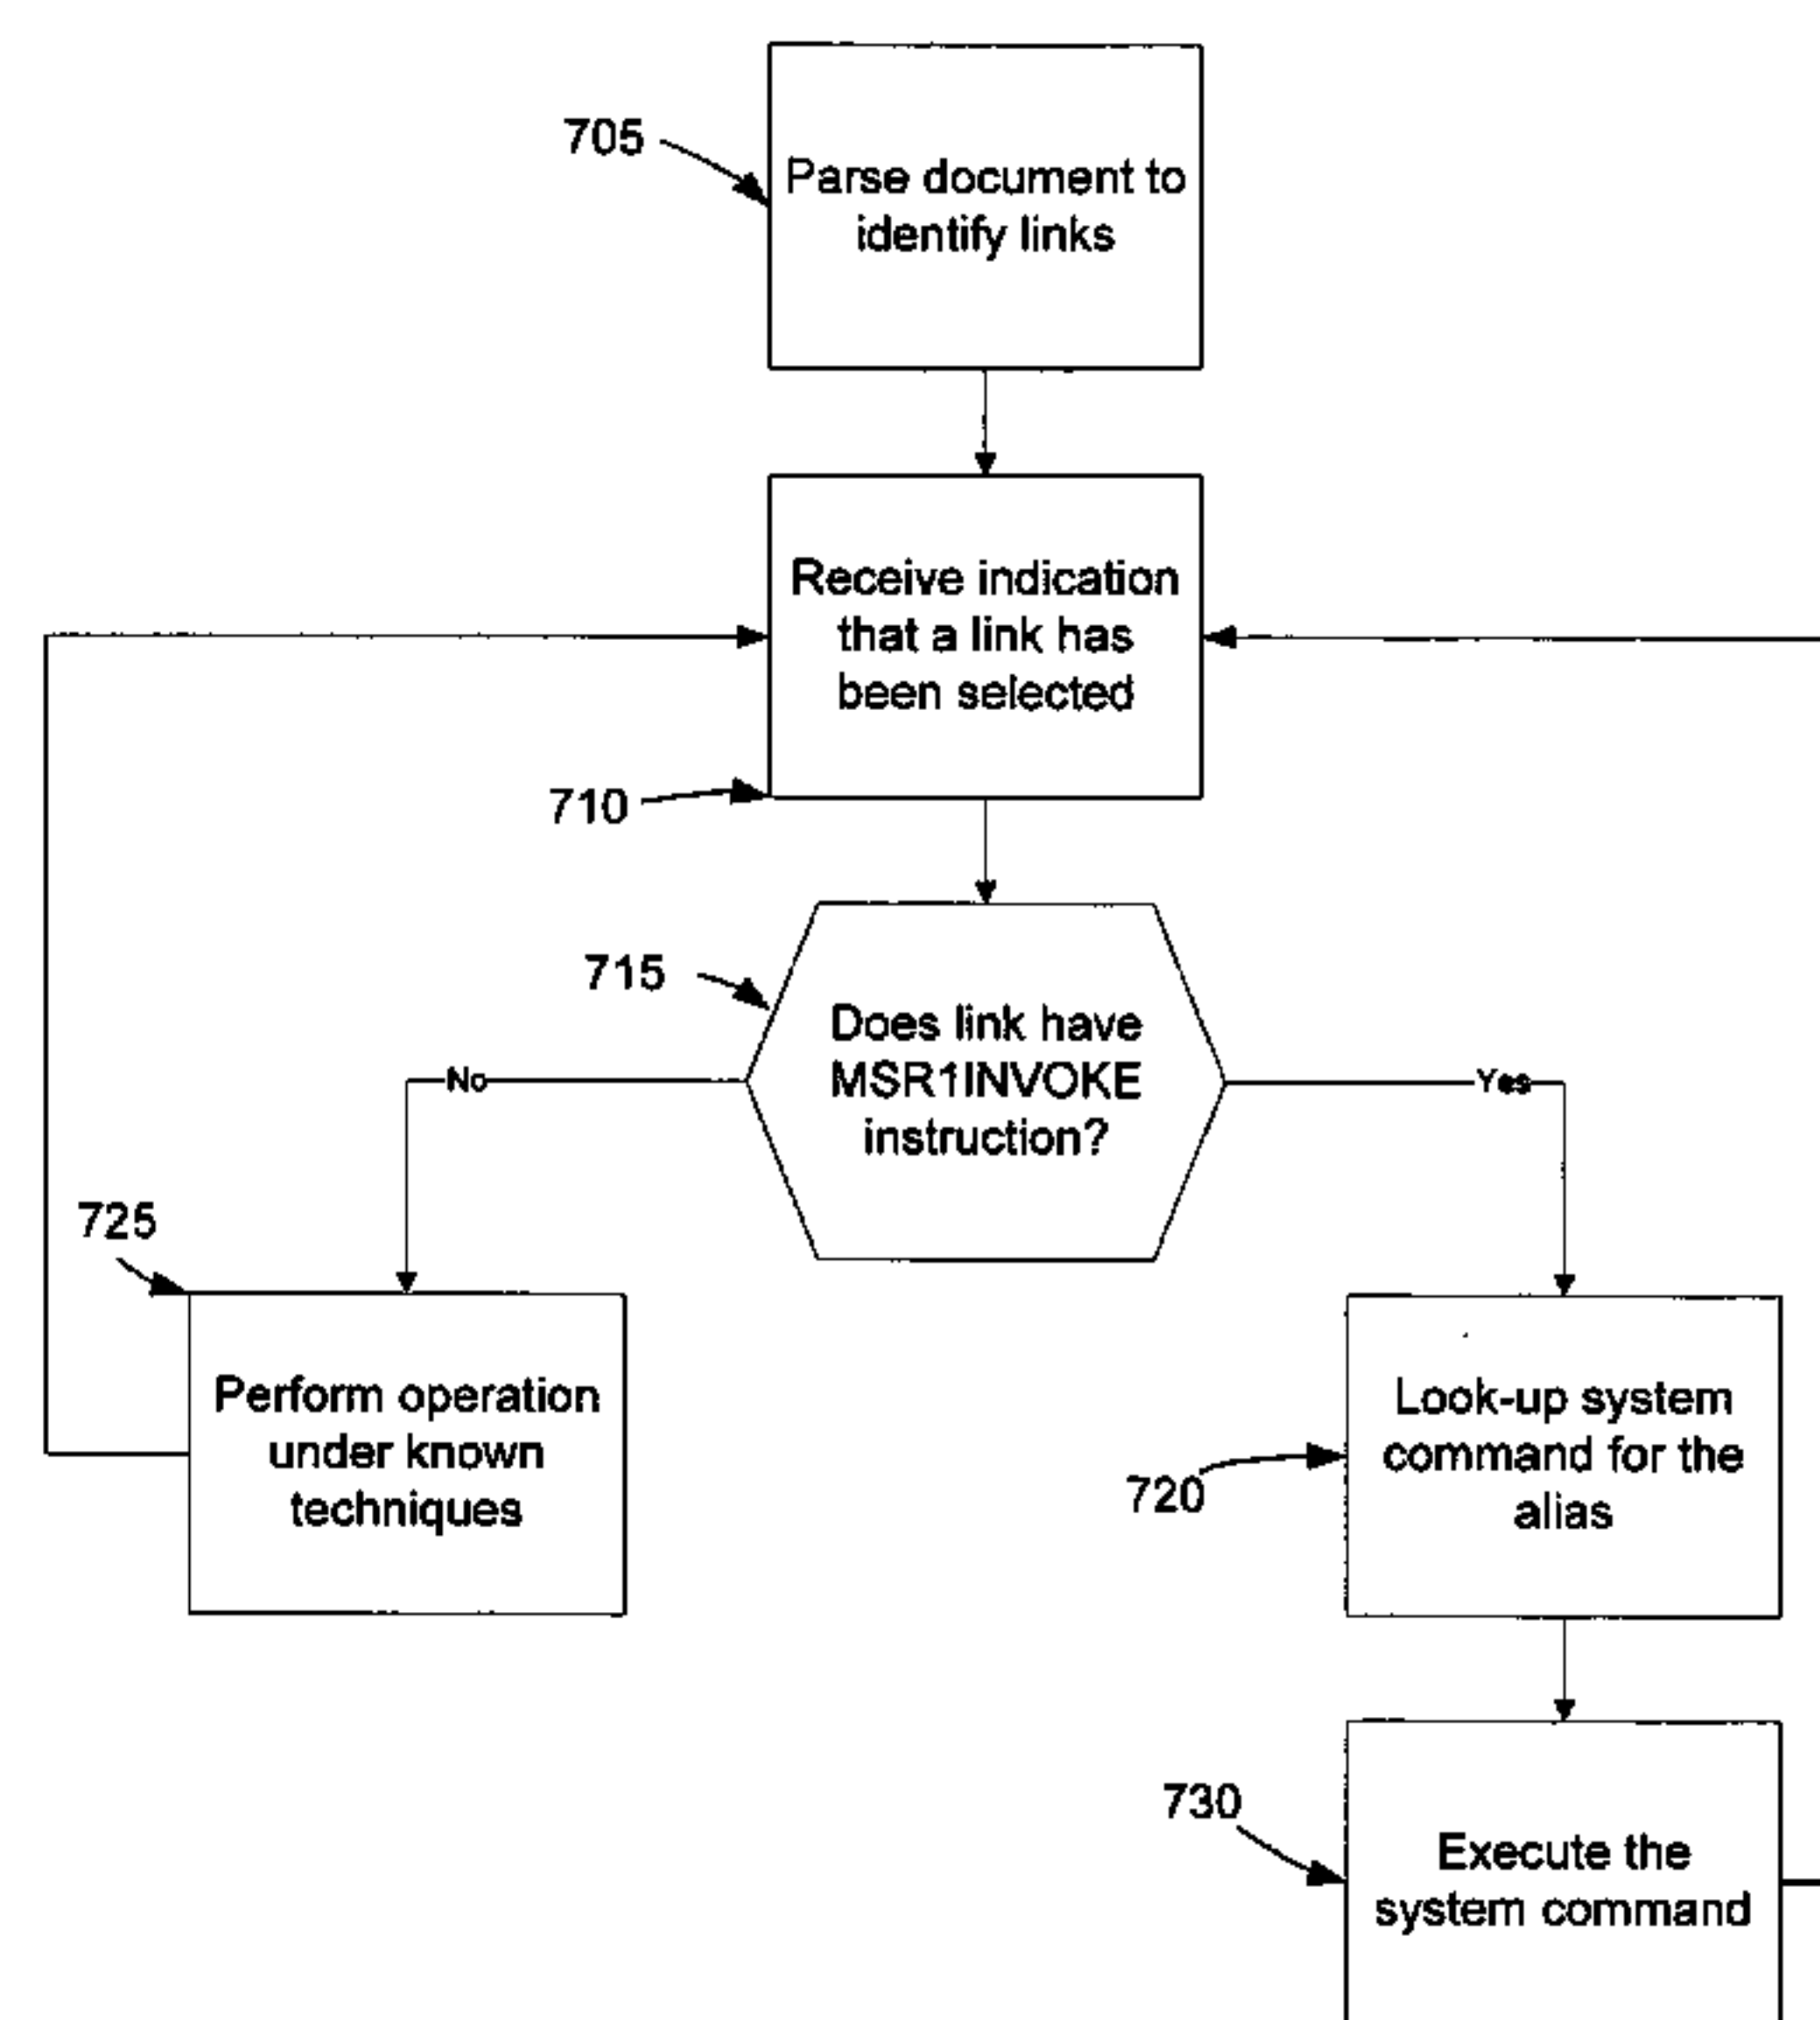 705
Parse document to
identify links
Receive indication
that a link has
been selected
710
715
Does link have
MSR1INVOKE
instruction?
No
Yes
725
Perform operation
under known
techniques
Look-up system
command for the
alias
720
730
Execute the
system command